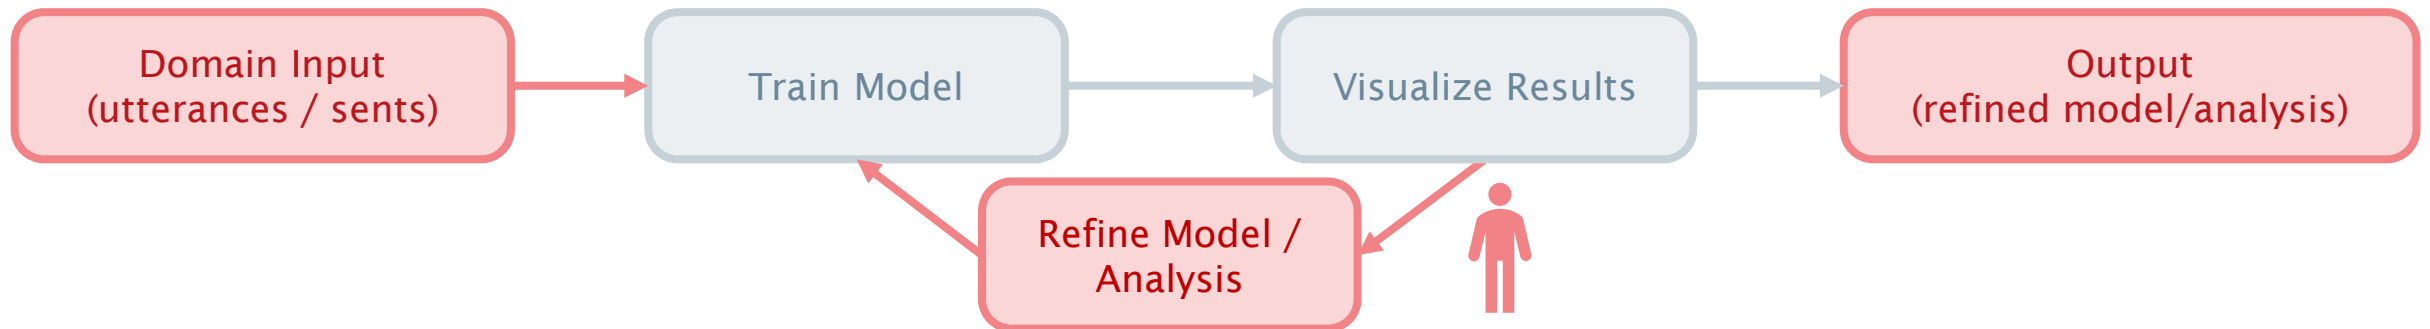 Domain Input
(utterances / sents)
Train Model
Visualize Results
Output
(refined model/analysis)
Refine Model /
Analysis